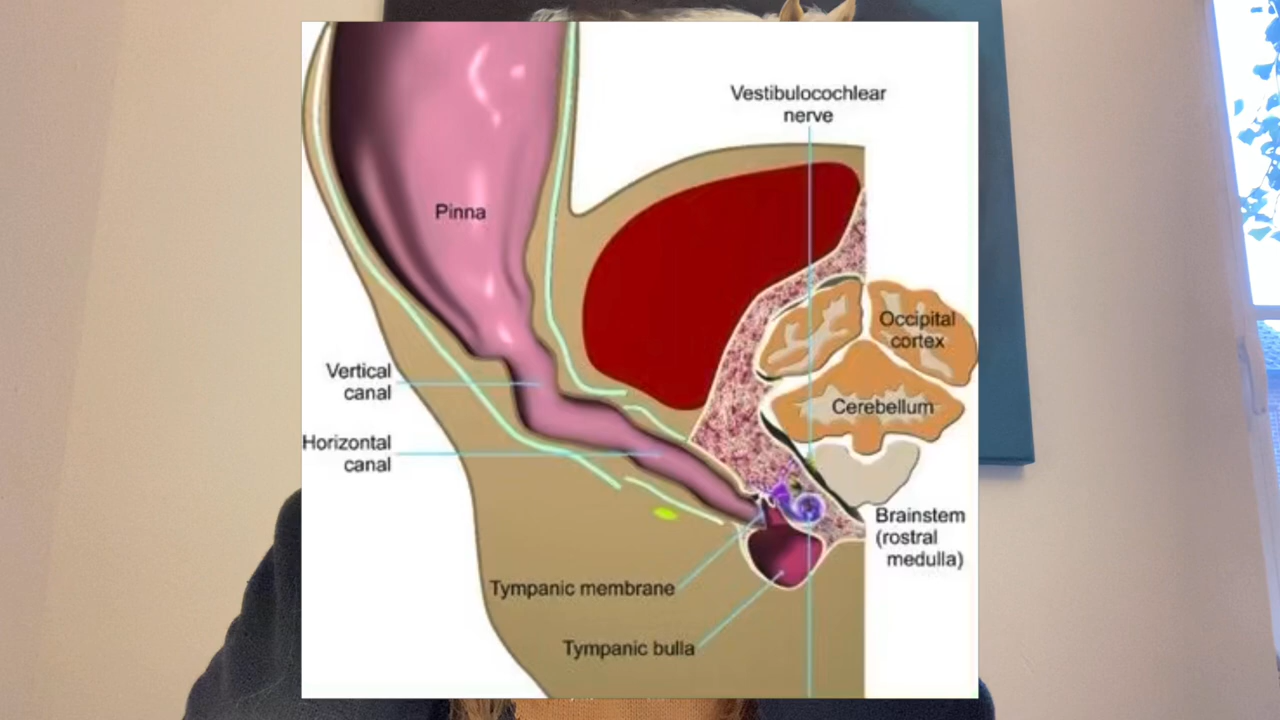 Vestibulocochlear
nerve
Pinna
Occipital
cortex
Vertical
canal
Cerebellum
Horizontal
canal
Brainstem
(rostral
medulla)
Tympanic membrane
Tympanic bulla